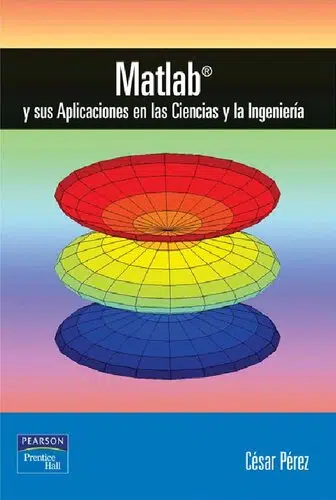 Matlab®
y sus Aplicaciones en las Ciencias y la Ingeniería
PEARSON
Prentice
Hall
César Pérez